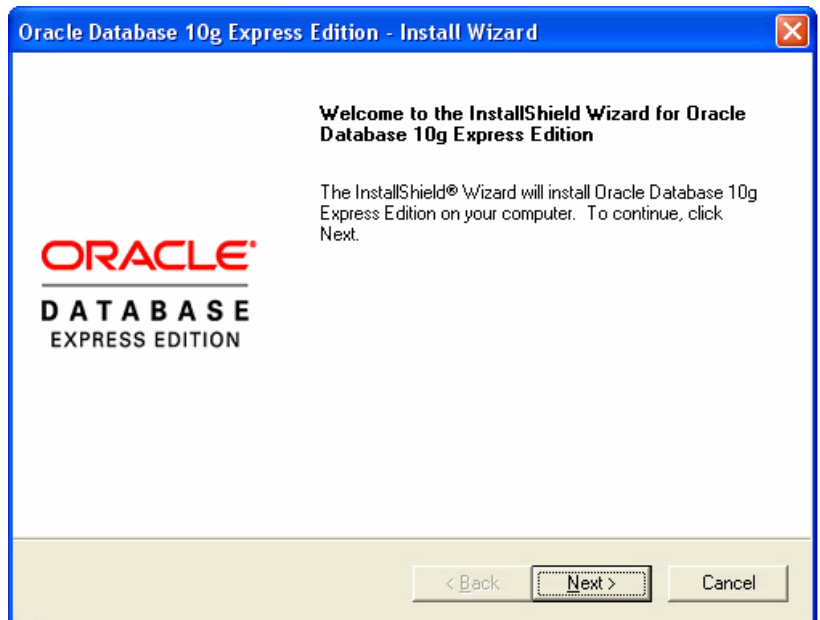 Oracle Database 10g Express Edition - Install Wizard
Welcome to the InstallShield Wizard for Oracle
Database 10g Express Edition
The InstallShield® Wizard will install Oracle Database 10g
Express Edition on your computer. To continue, click
Next.
ORACLE®
DATABASE
EXPRESS EDITION
< Back
Next >
Cancel